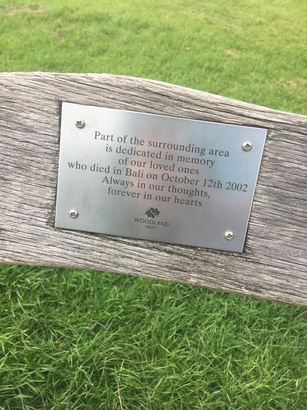 Part of the surrounding area
is dedicated in memory
of our loved ones
who died in Bali on October 12th 2002
Always in our thoughts,
forever in our hearts
WOODLAND
TRUST